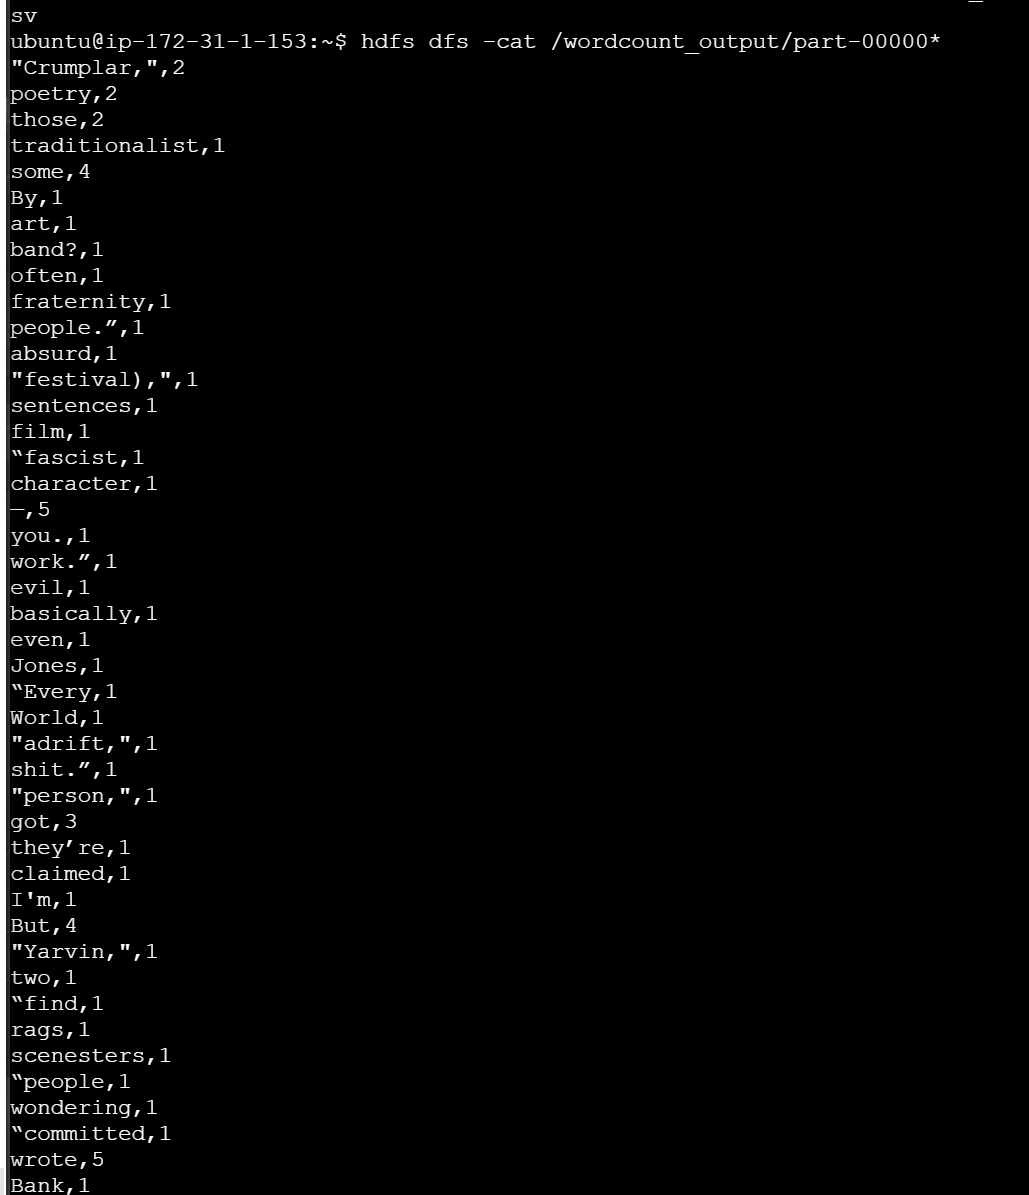 sv
ubuntu@ip-172-31-1-153:~$ hdfs dfs -cat /wordcount_output/part-00000*
"Crumplar,",2
poetry,2
those,2
traditionalist,1
some,4
By,1
art,1
band?,1
often,1
fraternity,1
people.”,1
absurd,1
"festival),",1
sentences,1
film,1
“fascist,1
character,1
—,5
you.,1
work.”,1
evil,1
basically,1
even,1
Jones,1
“Every,1
World,1
"adrift,",1
shit.”,1
"person,",1
got,3
they’re,1
claimed,1
I'm,1
But,4
"Yarvin,",1
two,1
“find,1
rags,1
scenesters,1
“people,1
wondering,1
“committed,1
wrote,5
Bank,1